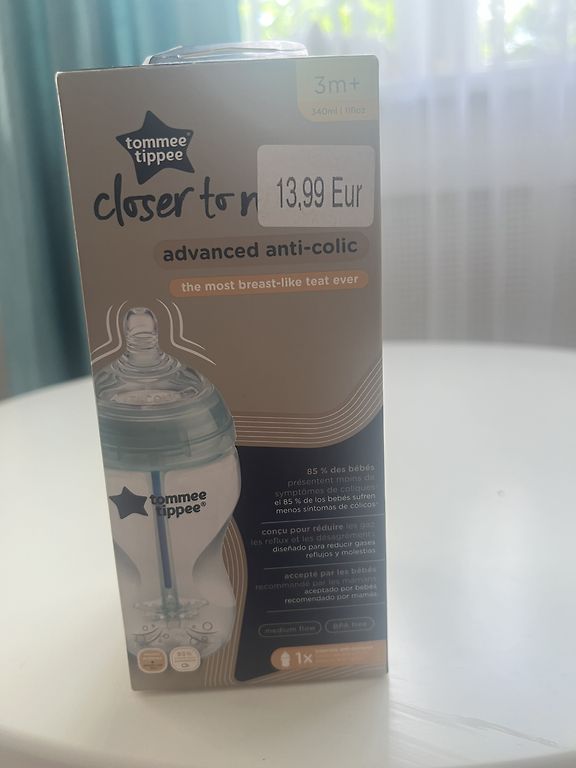 3m+
340ml | 11floz
tommee
tippee
closer to n
13,99 Eur
advanced anti-colic
the most breast-like teat ever
85 % des bébés
présentent moins de
symptômes de coliques
el 85% de los bebés sufren
menos síntomas de cólicos
conçu pour réduire les gaz
les reflux et les désagréments
diseñado para reducir gases
reflujos y molestias
accepté par les bébés
recommandé par les mamans
aceptado por bebés
recomendado por mamás
tommee
tippee®
medium flow
BPA free
1x